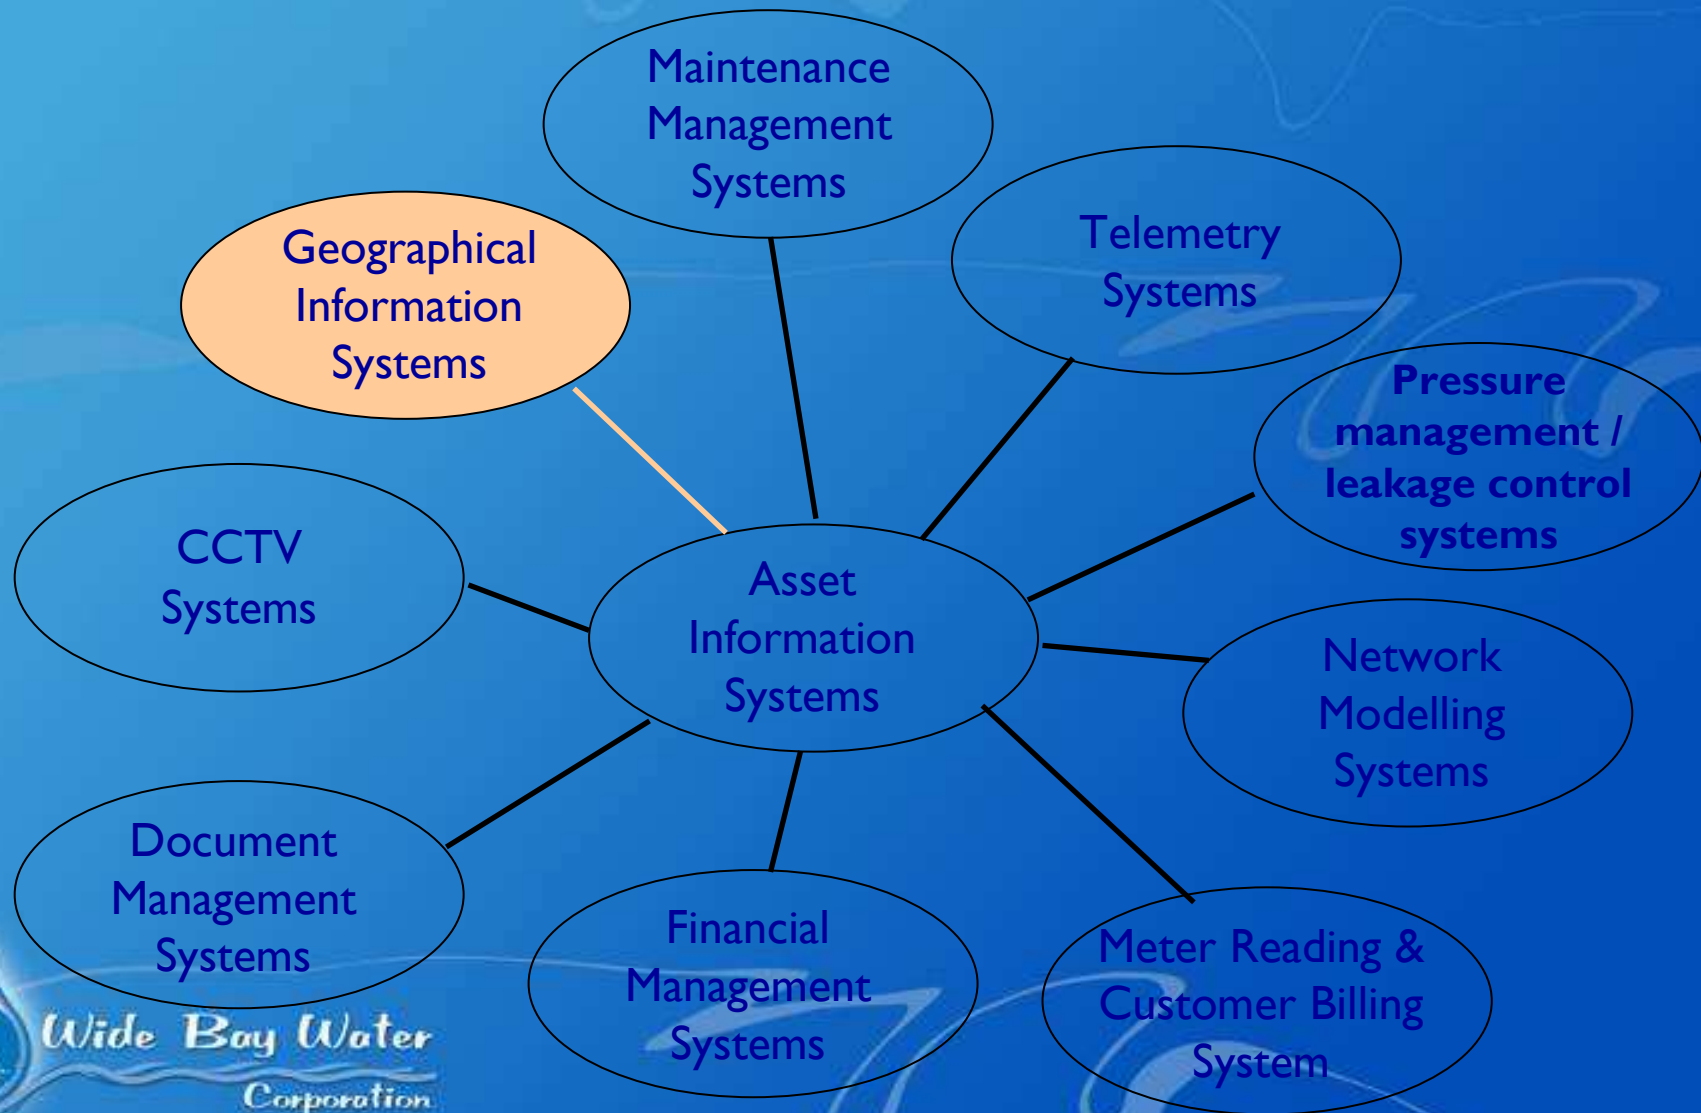 Maintenance
Management
Systems
Geographical
Information
Systems
Telemetry
Systems
Pressure
management /
leakage control
systems
CCTV
Systems
Asset
Information
Systems
Network
Modelling
Systems
Document
Management
Systems
Financial
Management
Systems
Meter Reading &
Customer Billing
System
Wide Bay Water
Corporation